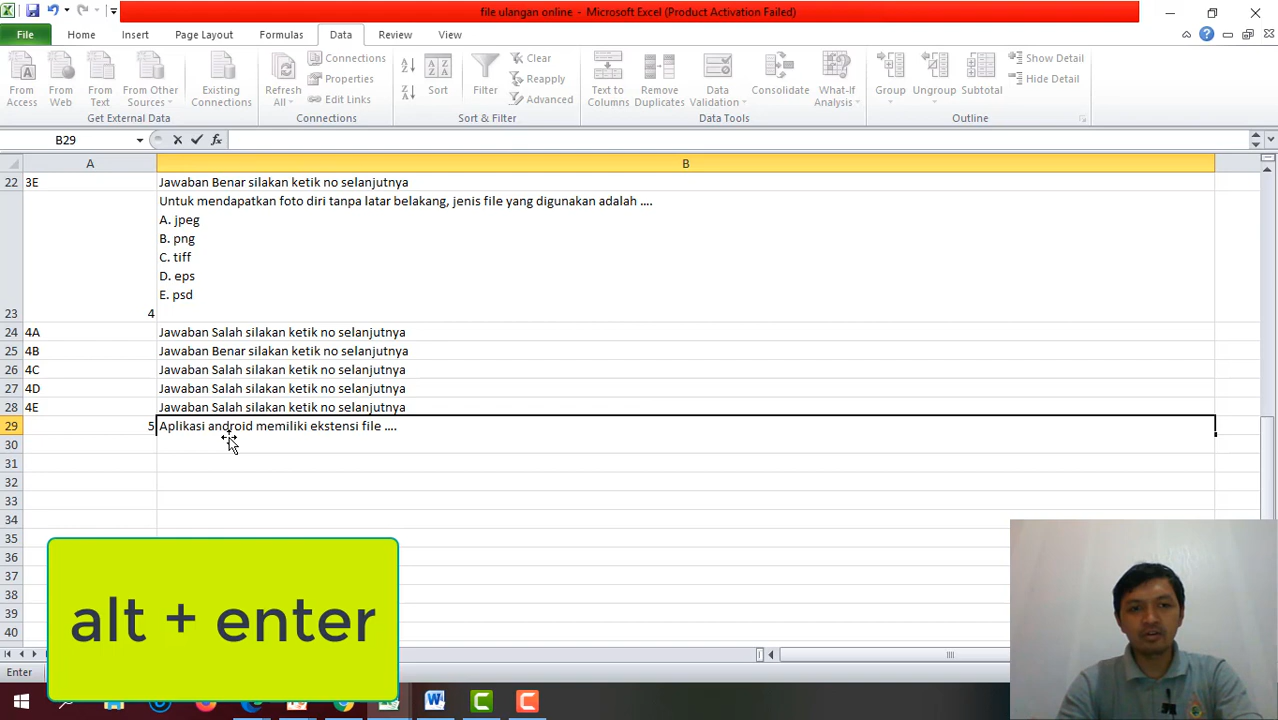 file ulangan online - Microsoft Excel (Product Activation Failed)
File Home Insert Page Layout Formulas Data Review View
From Access
From Web
From Text
From Other Sources
Existing Connections
Get External Data
Refresh All
Connections
Properties
Edit Links
Connections
Sort
Filter
Clear
Reapply
Advanced
Sort & Filter
Text to Columns
Remove Duplicates
Data Validation
Consolidate
What-If Analysis
Data Tools
Group
Ungroup
Subtotal
Show Detail
Hide Detail
Outline
B29
fx
A B
22 3E Jawaban Benar silakan ketik no selanjutnya
Untuk mendapatkan foto diri tanpa latar belakang, jenis file yang digunakan adalah ....
A. jpeg
B. png
C. tiff
D. eps
E. psd
23 4
24 4A Jawaban Salah silakan ketik no selanjutnya
25 4B Jawaban Benar silakan ketik no selanjutnya
26 4C Jawaban Salah silakan ketik no selanjutnya
27 4D Jawaban Salah silakan ketik no selanjutnya
28 4E Jawaban Salah silakan ketik no selanjutnya
29 5 Aplikasi android memiliki ekstensi file ....
30
31
32
33
34
35
36
37
38
39
40
alt + enter
Enter